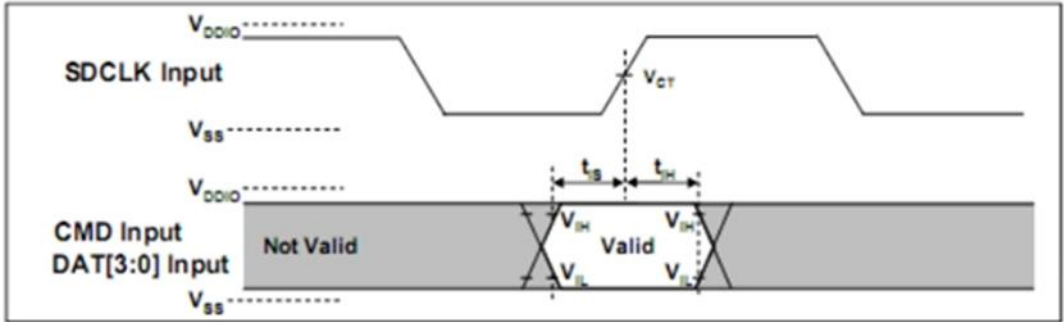 VDDIO
SDCLK Input
VCT
VSS
tIS tIH
VDDIO
CMD Input
DAT[3:0] Input
Not Valid
VIH
Valid
VIH
VIL
VIL
VSS